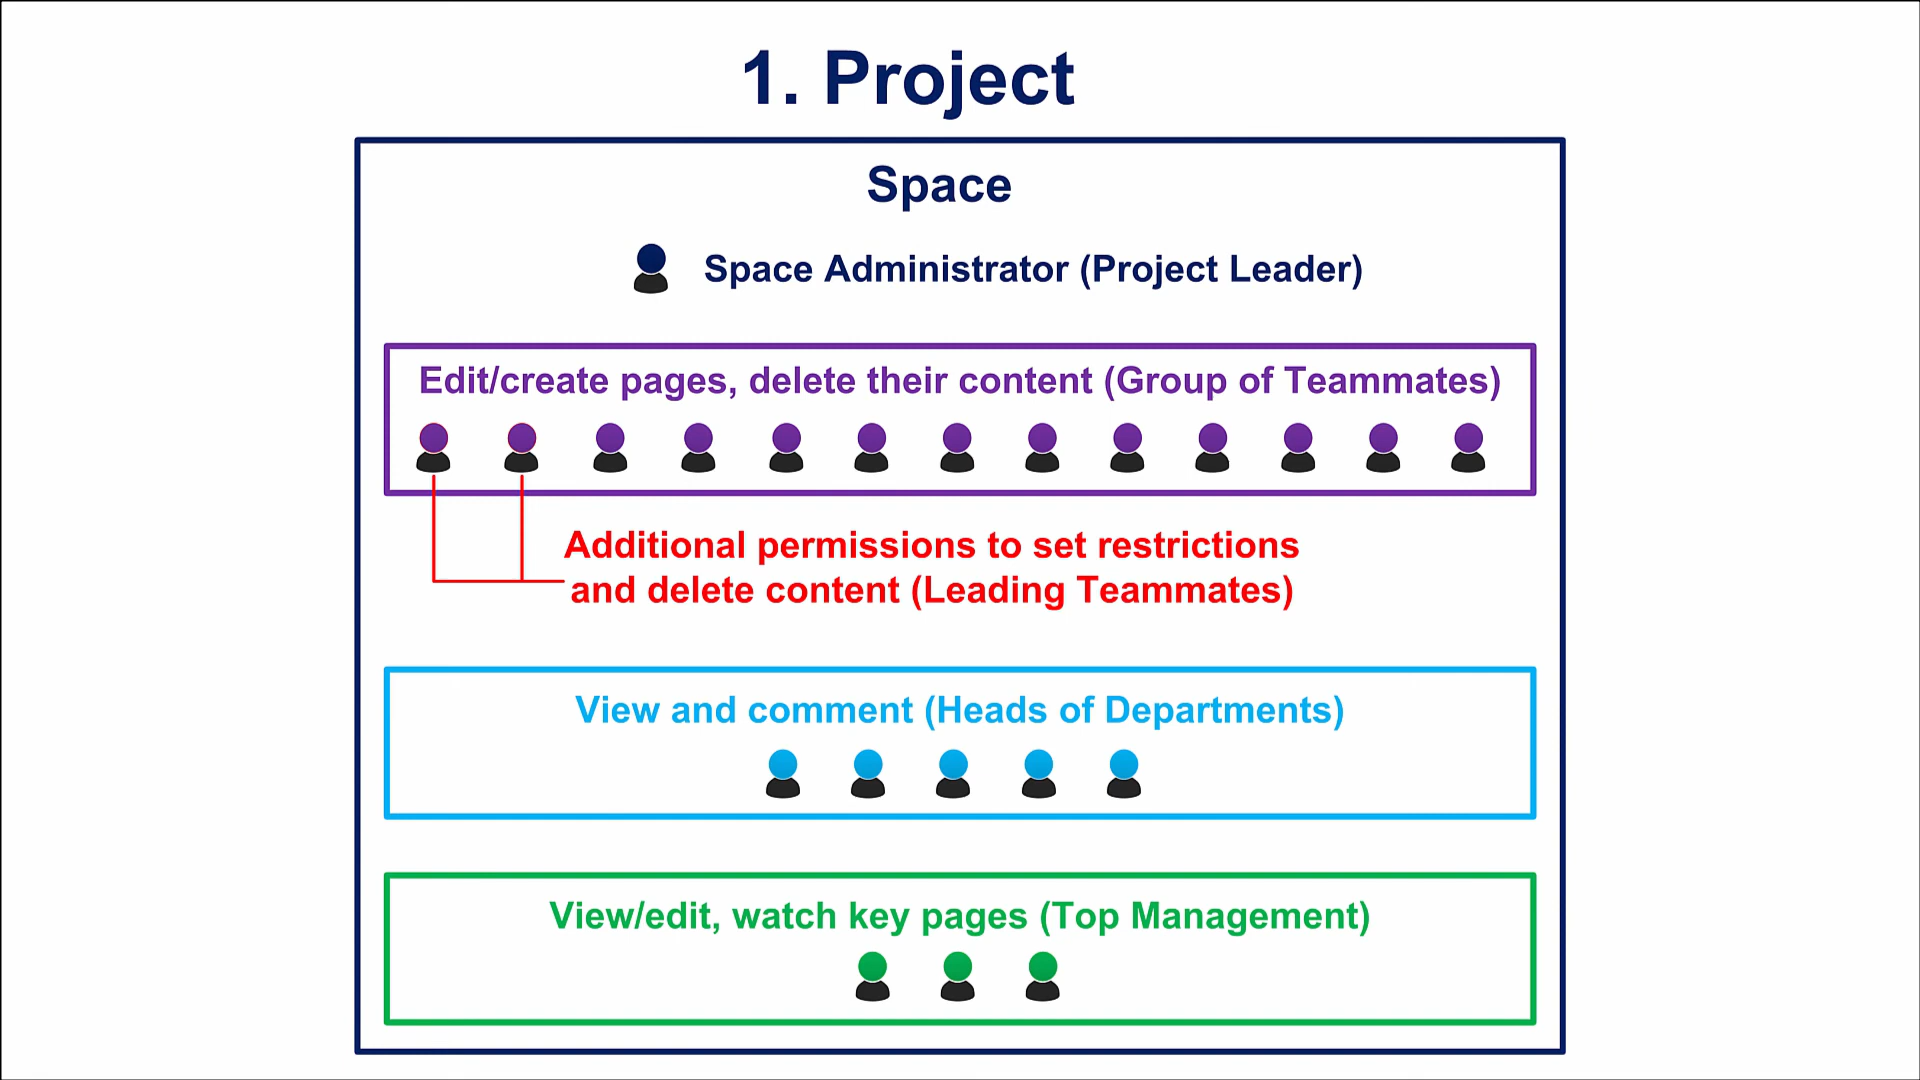 1. Project
Space
Space Administrator (Project Leader)
Edit/create pages, delete their content (Group of Teammates)
Additional permissions to set restrictions
and delete content (Leading Teammates)
View and comment (Heads of Departments)
View/edit, watch key pages (Top Management)